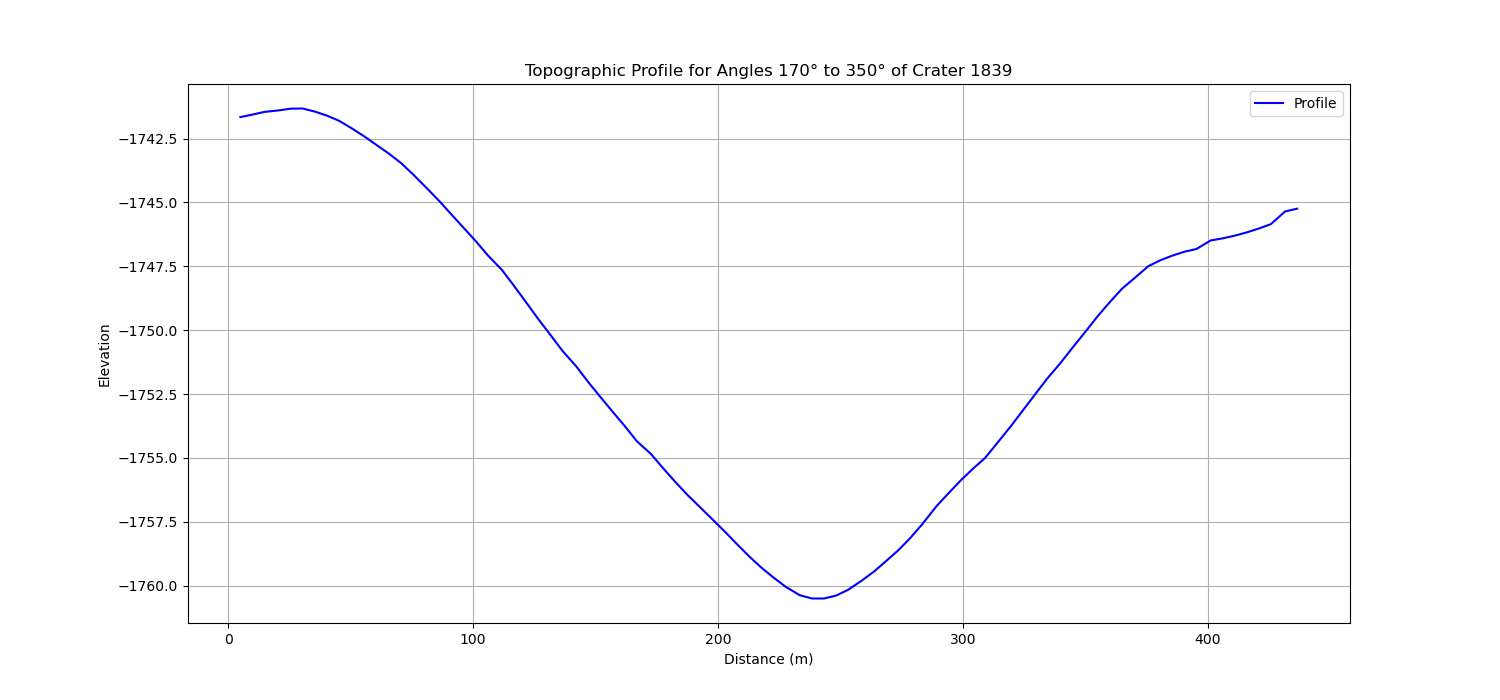 Topographic Profile for Angles 170° to 350° of Crater 1839
Profile
−1742.5
−1745.0
−1747.5
−1750.0
−1752.5
−1755.0
−1757.5
−1760.0
Elevation
0 100 200 300 400
Distance (m)